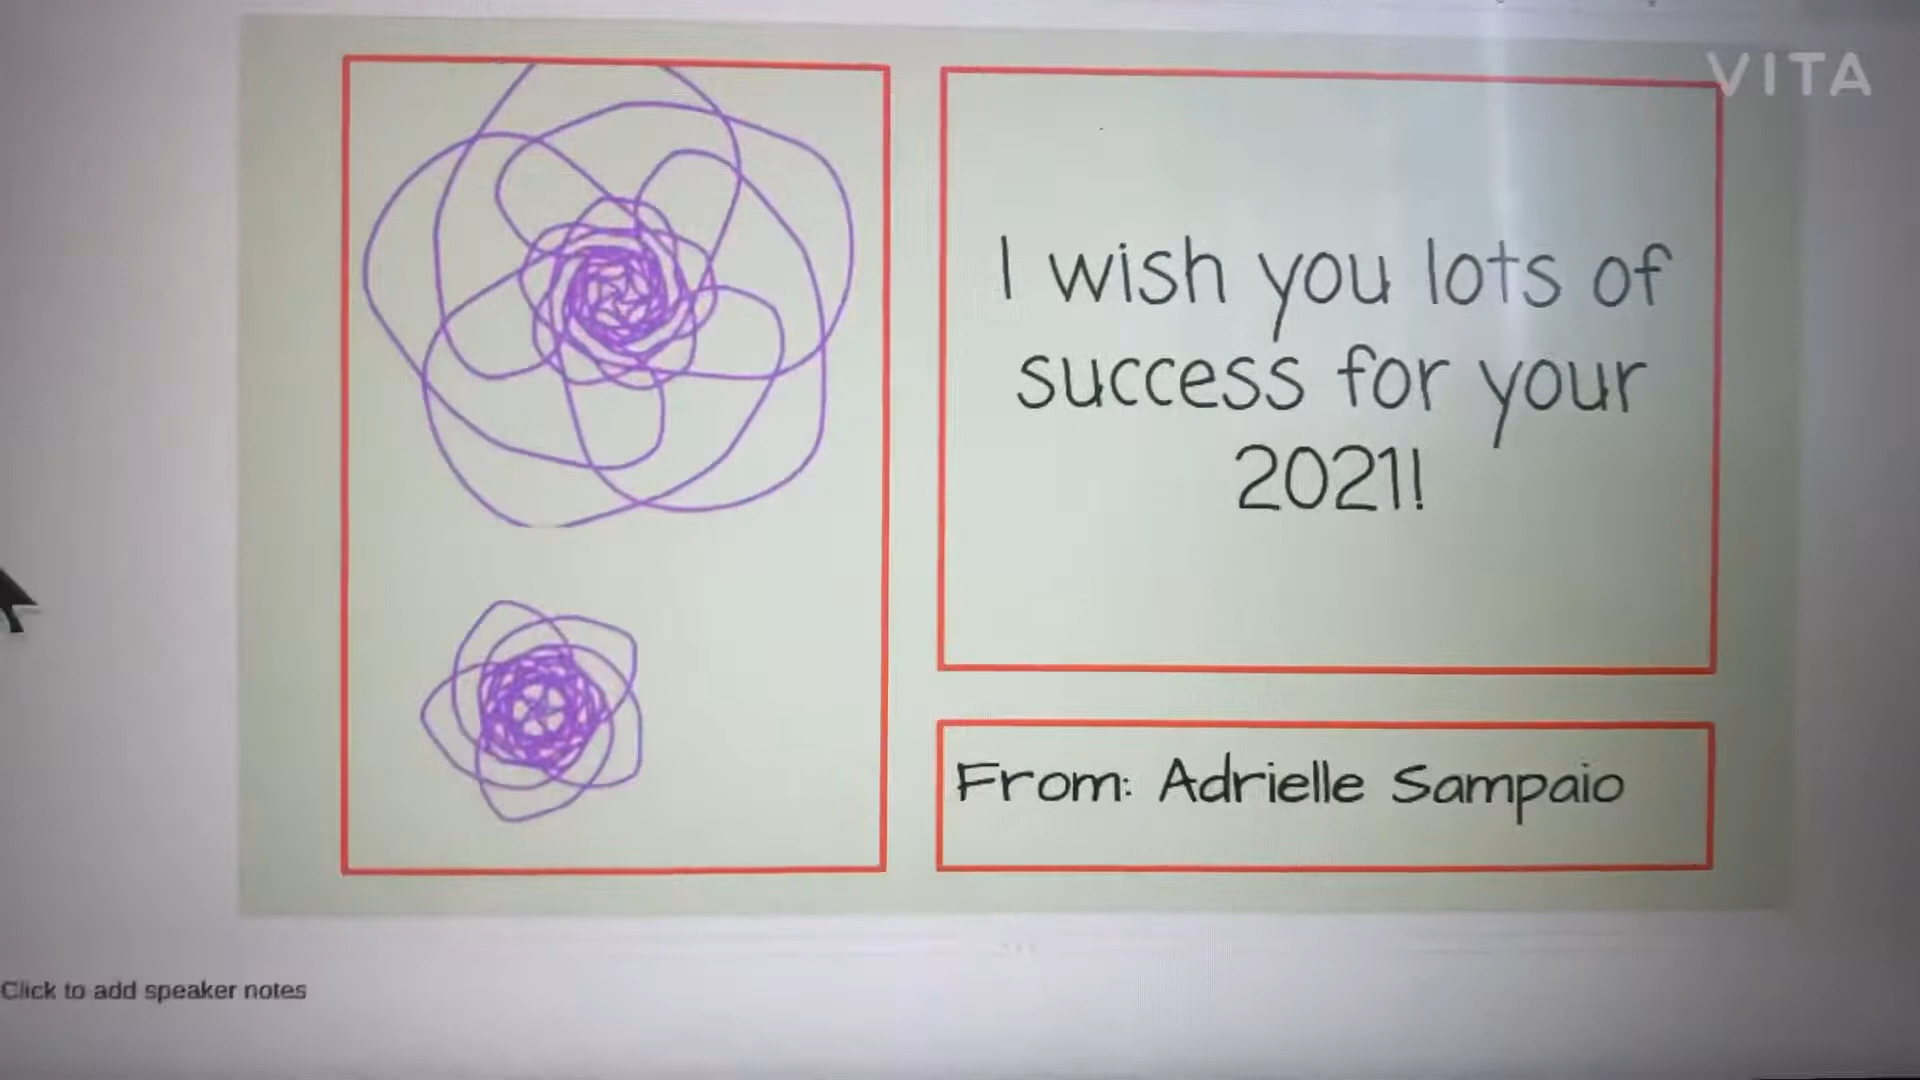 VITA
I wish you lots of
success for your
2021!
From: Adrielle Sampaio
Click to add speaker notes